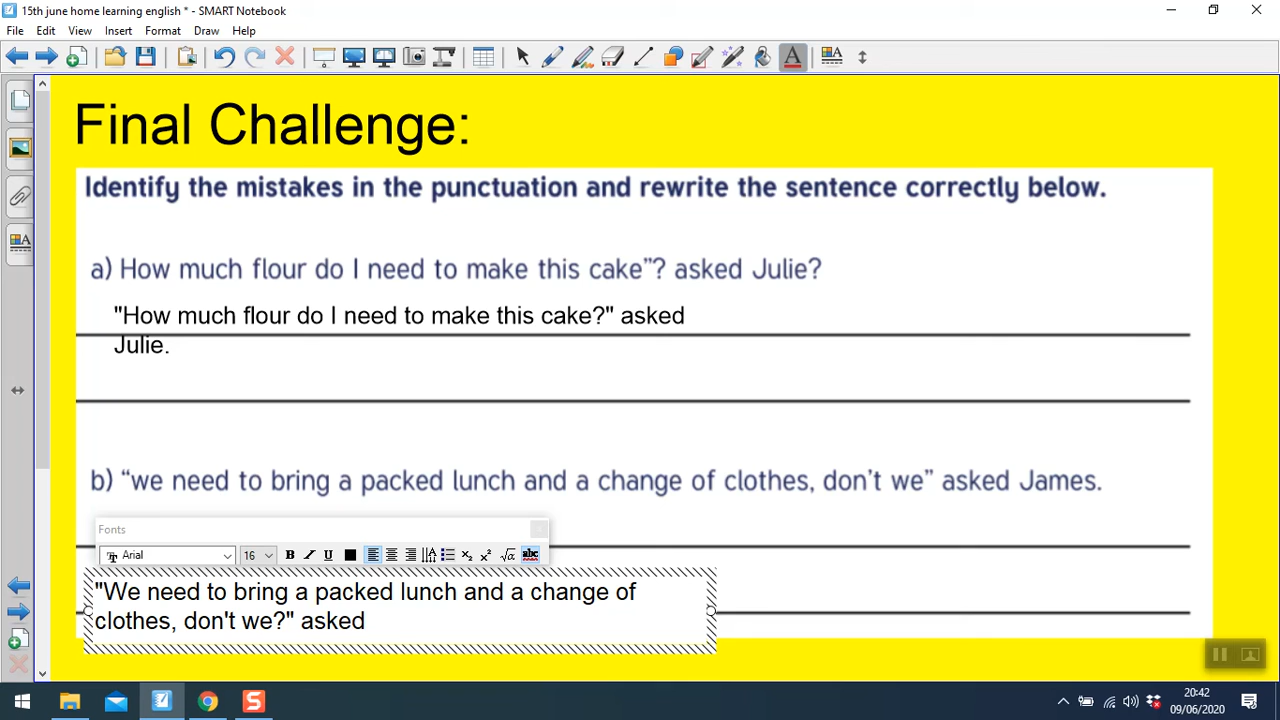 15th june home learning english * - SMART Notebook
File Edit View Insert Format Draw Help
Final Challenge:
Identify the mistakes in the punctuation and rewrite the sentence correctly below.
a) How much flour do I need to make this cake”? asked Julie?
"How much flour do I need to make this cake?" asked
Julie.
b) “we need to bring a packed lunch and a change of clothes, don’t we” asked James.
Fonts
Arial 16 B I U abc
"We need to bring a packed lunch and a change of
clothes, don't we?" asked
20:42
09/06/2020